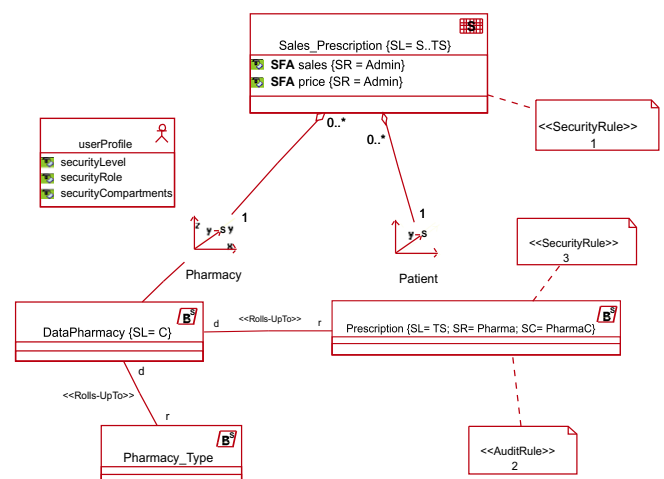 S
Sales_Prescription {SL= S..TS}
SFA sales {SR = Admin}
SFA price {SR = Admin}
0..*
0..*
<<SecurityRule>>
1
userProfile
securityLevel
securityRole
securityCompartments
1
1
z
y
S
y
x
y
S
Pharmacy
Patient
<<SecurityRule>>
3
B S
DataPharmacy {SL= C}
d
<<Rolls-UpTo>>
r
B S
Prescription {SL= TS; SR= Pharma; SC= PharmaC}
d
<<Rolls-UpTo>>
r
B S
Pharmacy_Type
<<AuditRule>>
2